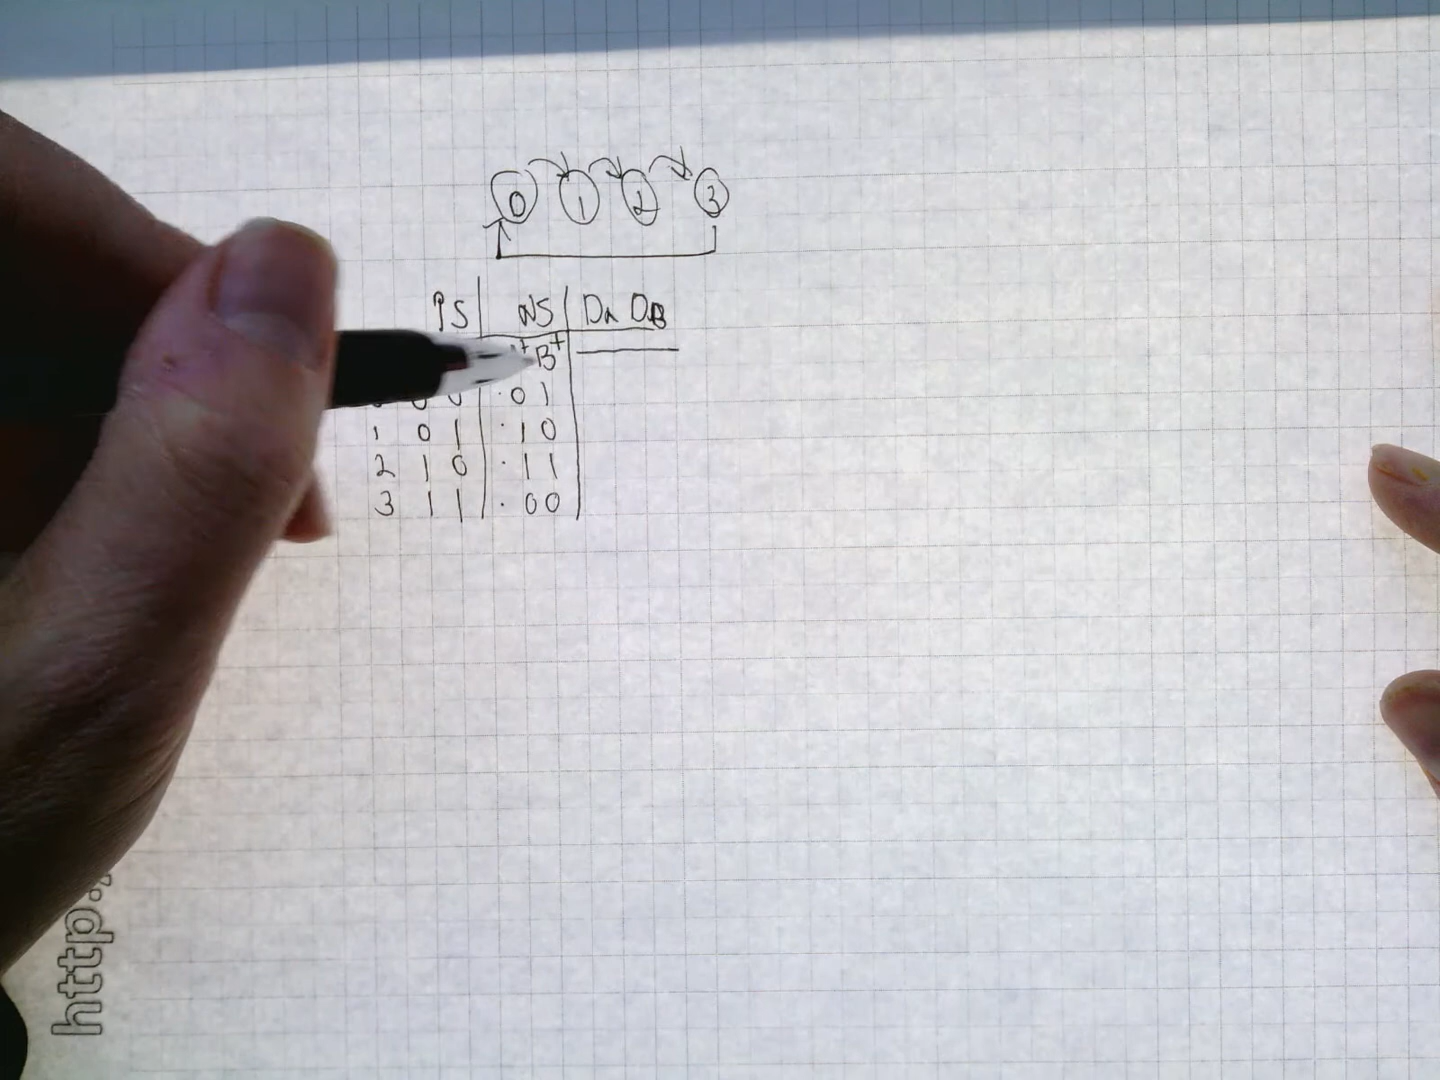 0 1 2 3
PS NS DA DB
B+
0 1
1 0 1 1 0
2 1 0 1 1
3 1 1 0 0
http: